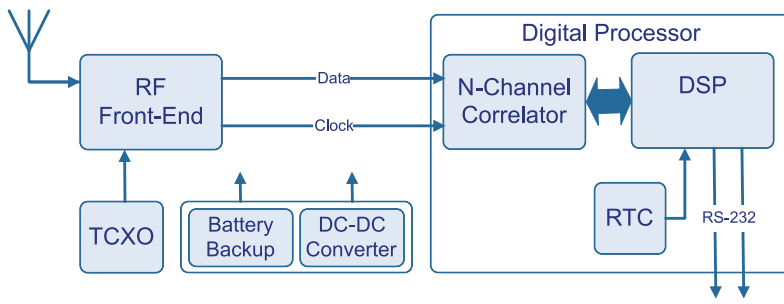 Digital Processor
RF
Front-End
Data
Clock
N-Channel
Correlator
DSP
TCXO
Battery
Backup
DC-DC
Converter
RTC
RS-232